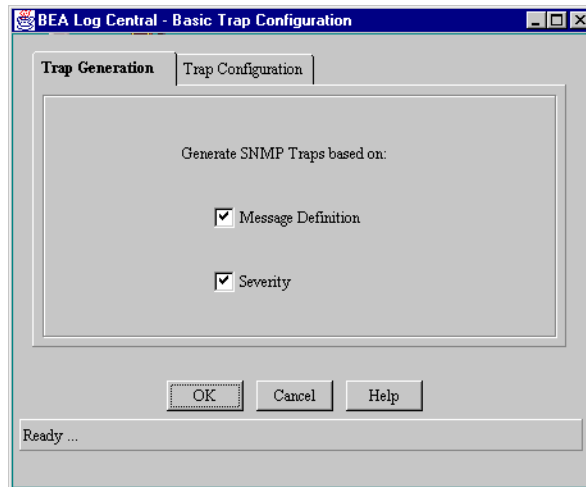 BEA Log Central - Basic Trap Configuration
Trap Generation Trap Configuration
Generate SNMP Traps based on:
Message Definition
Severity
OK Cancel Help
Ready ...